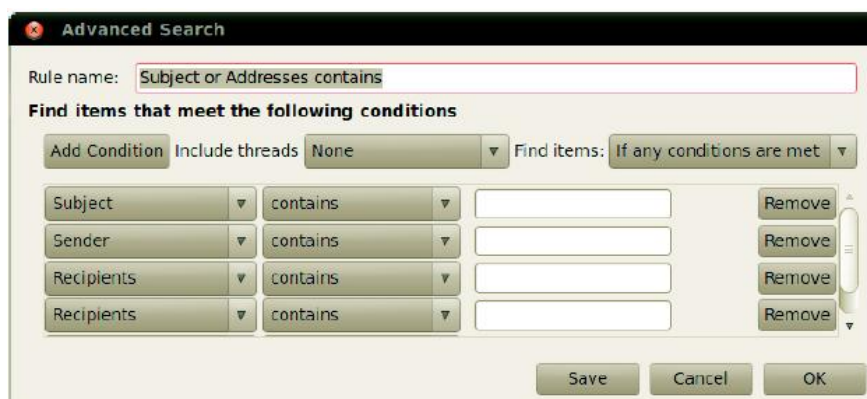 Advanced Search
Rule name: Subject or Addresses contains
Find items that meet the following conditions
Add Condition Include threads None Find items: If any conditions are met
Subject contains Remove
Sender contains Remove
Recipients contains Remove
Recipients contains Remove
Save Cancel OK